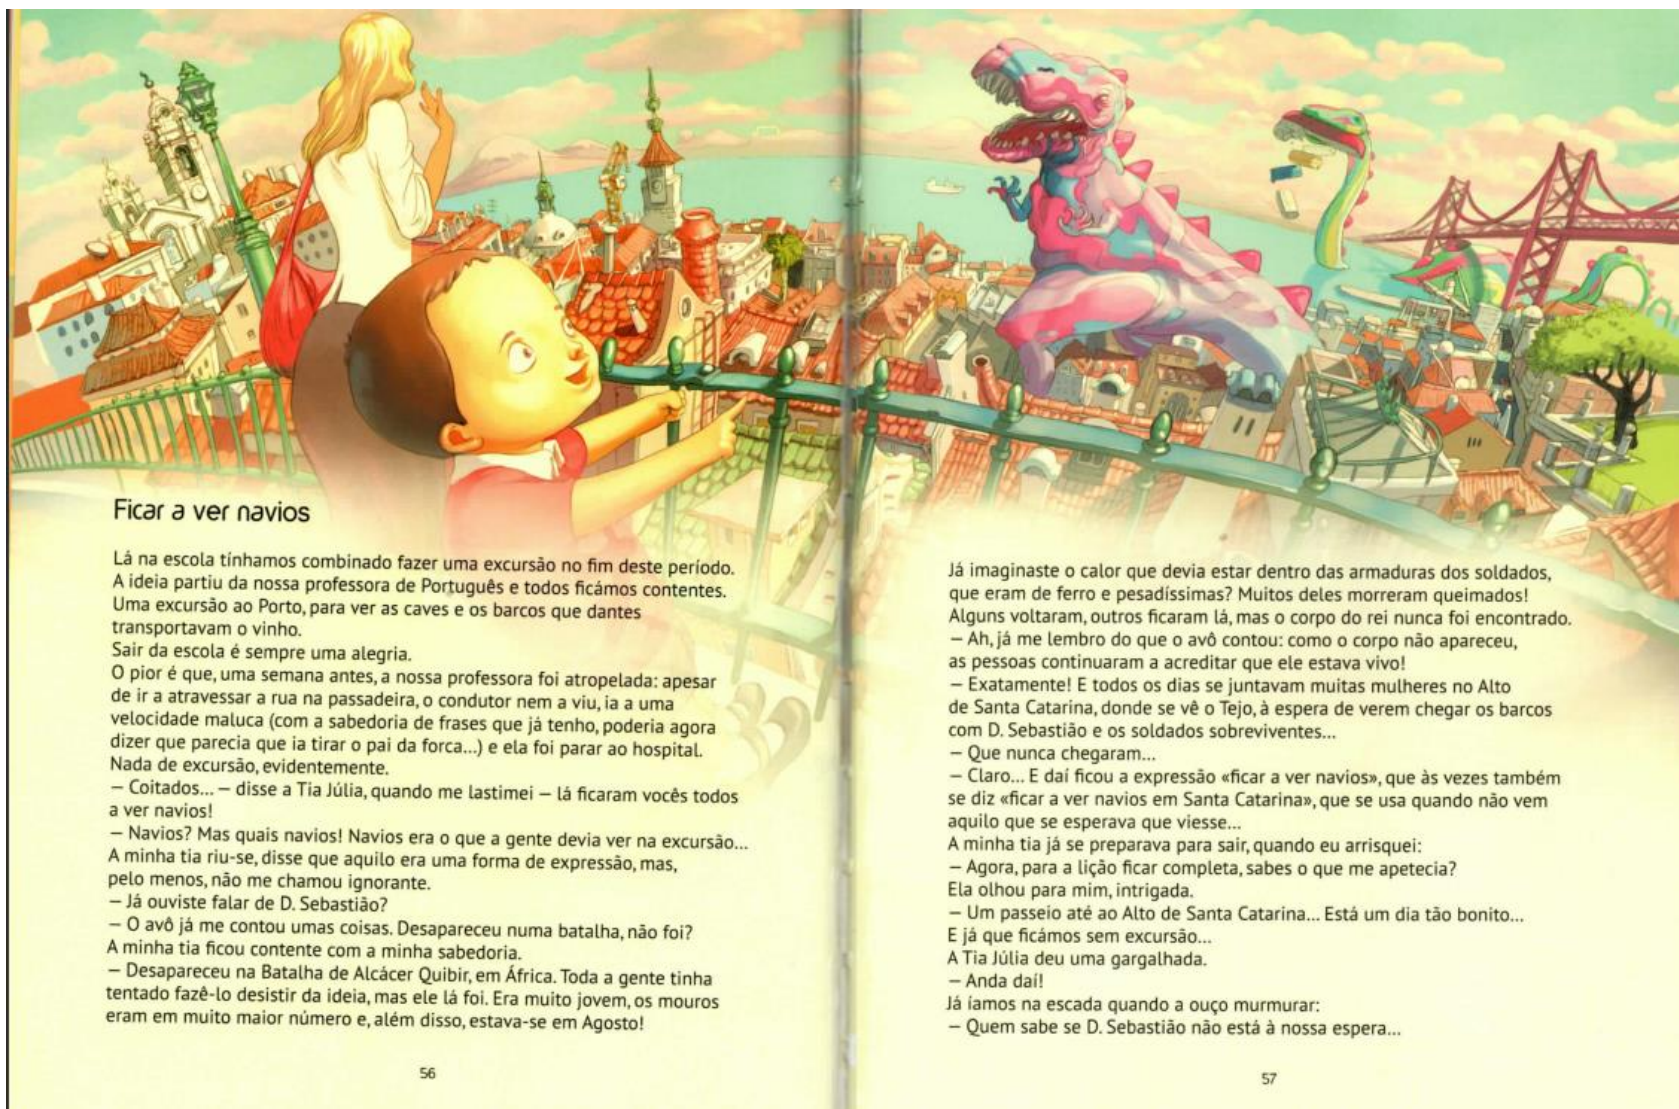 Ficar a ver navios
Lá na escola tínhamos combinado fazer uma excursão no fim deste período.
A ideia partiu da nossa professora de Português e todos ficámos contentes.
Uma excursão ao Porto, para ver as caves e os barcos que dantes
transportavam o vinho.
Sair da escola é sempre uma alegria.
O pior é que, uma semana antes, a nossa professora foi atropelada: apesar
de ir a atravessar a rua na passadeira, o condutor nem a viu, ia a uma
velocidade maluca (com a sabedoria de frases que já tenho, poderia agora
dizer que parecia que ia tirar o pai da forca...) e ela foi parar ao hospital.
Nada de excursão, evidentemente.
— Coitados... — disse a Tia Júlia, quando me lastimei — lá ficaram vocês todos
a ver navios!
— Navios? Mas quais navios! Navios era o que a gente devia ver na excursão...
A minha tia riu-se, disse que aquilo era uma forma de expressão, mas,
pelo menos, não me chamou ignorante.
— Já ouviste falar de D. Sebastião?
— O avô já me contou umas coisas. Desapareceu numa batalha, não foi?
A minha tia ficou contente com a minha sabedoria.
— Desapareceu na Batalha de Alcácer Quibir, em África. Toda a gente tinha
tentado fazê-lo desistir da ideia, mas ele lá foi. Era muito jovem, os mouros
eram em muito maior número e, além disso, estava-se em Agosto!
56
Já imaginaste o calor que devia estar dentro das armaduras dos soldados,
que eram de ferro e pesadíssimas? Muitos deles morreram queimados!
Alguns voltaram, outros ficaram lá, mas o corpo do rei nunca foi encontrado.
— Ah, já me lembro do que o avô contou: como o corpo não apareceu,
as pessoas continuaram a acreditar que ele estava vivo!
— Exatamente! E todos os dias se juntavam muitas mulheres no Alto
de Santa Catarina, donde se vê o Tejo, à espera de verem chegar os barcos
com D. Sebastião e os soldados sobreviventes...
— Que nunca chegaram...
— Claro... E daí ficou a expressão «ficar a ver navios», que às vezes também
se diz «ficar a ver navios em Santa Catarina», que se usa quando não vem
aquilo que se esperava que viesse...
A minha tia já se preparava para sair, quando eu arrisquei:
— Agora, para a lição ficar completa, sabes o que me apetecia?
Ela olhou para mim, intrigada.
— Um passeio até ao Alto de Santa Catarina... Está um dia tão bonito...
E já que ficámos sem excursão...
A Tia Júlia deu uma gargalhada.
— Anda daí!
Já íamos na escada quando a ouço murmurar:
— Quem sabe se D. Sebastião não está à nossa espera...
57